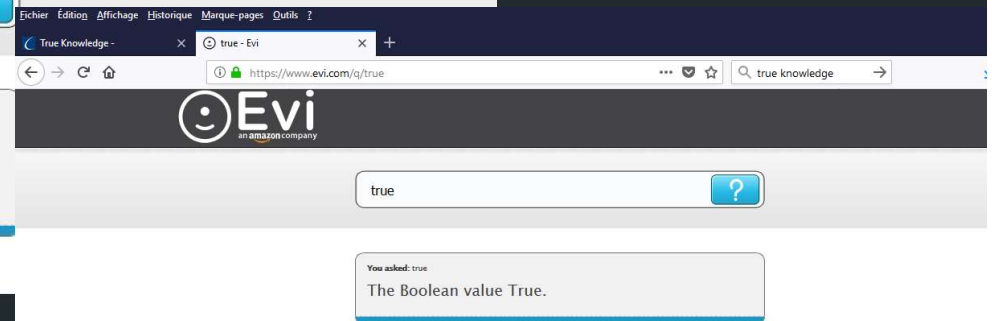 Fichier Édition Affichage Historique Marque-pages Outils ?
True Knowledge - × true - Evi × +
https://www.evi.com/q/true ••• true knowledge
Evi
an amazon company
true ?
You asked: true
The Boolean value True.